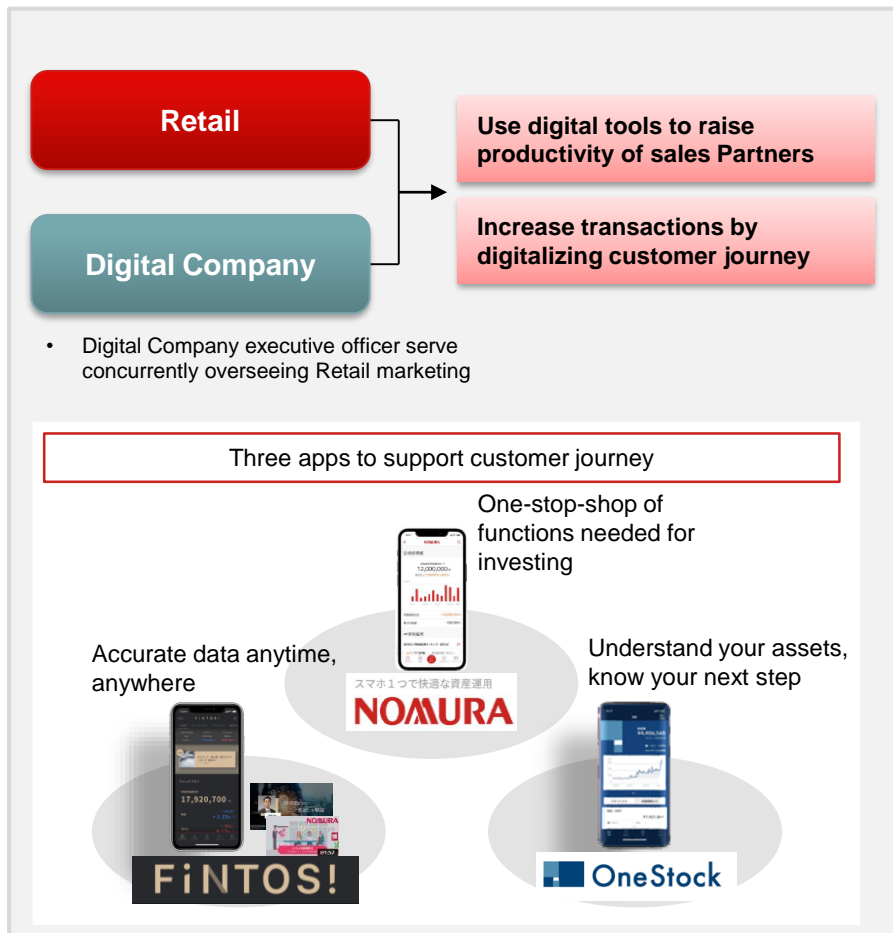 Retail
Use digital tools to raise
productivity of sales Partners
Digital Company
Increase transactions by
digitalizing customer journey
• Digital Company executive officer serve
concurrently overseeing Retail marketing
Three apps to support customer journey
One-stop-shop of
functions needed for
investing
NOMURA
12,000,000
Accurate data anytime,
anywhere
Understand your assets,
know your next step
スマホ1つで快適な資産運用
NOMURA
FiNTOS!
17,920,700
NOMURA
FiNTOS!
OneStock